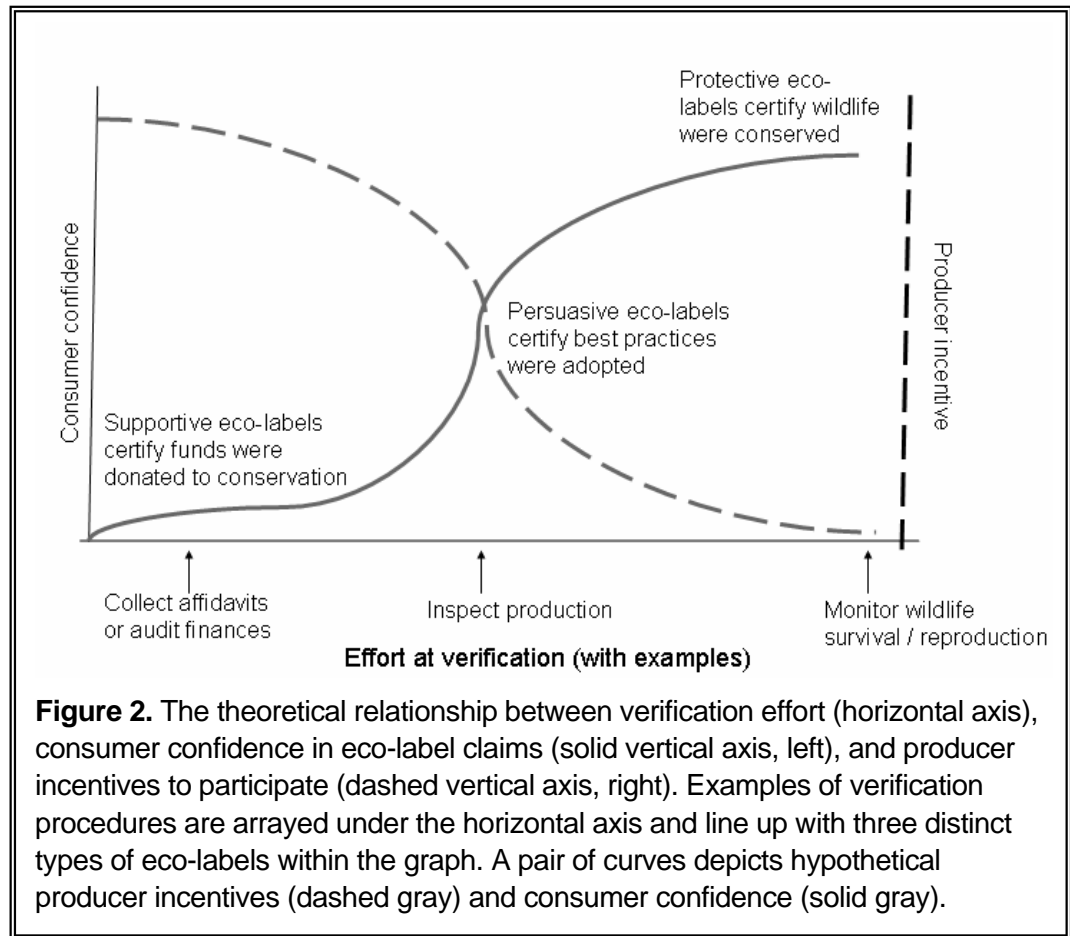 Protective eco-
labels certify wildlife
were conserved
Consumer confidence
Producer incentive
Persuasive eco-labels
certify best practices
were adopted
Supportive eco-labels
certify funds were
donated to conservation
Collect affidavits
or audit finances
Inspect production
Monitor wildlife
survival / reproduction
Effort at verification (with examples)
Figure 2. The theoretical relationship between verification effort (horizontal axis),
consumer confidence in eco-label claims (solid vertical axis, left), and producer
incentives to participate (dashed vertical axis, right). Examples of verification
procedures are arrayed under the horizontal axis and line up with three distinct
types of eco-labels within the graph. A pair of curves depicts hypothetical
producer incentives (dashed gray) and consumer confidence (solid gray).